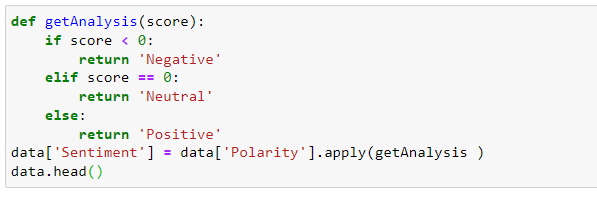 def getAnalysis(score):
    if score < 0:
        return 'Negative'
    elif score == 0:
        return 'Neutral'
    else:
        return 'Positive'
data['Sentiment'] = data['Polarity'].apply(getAnalysis )
data.head()